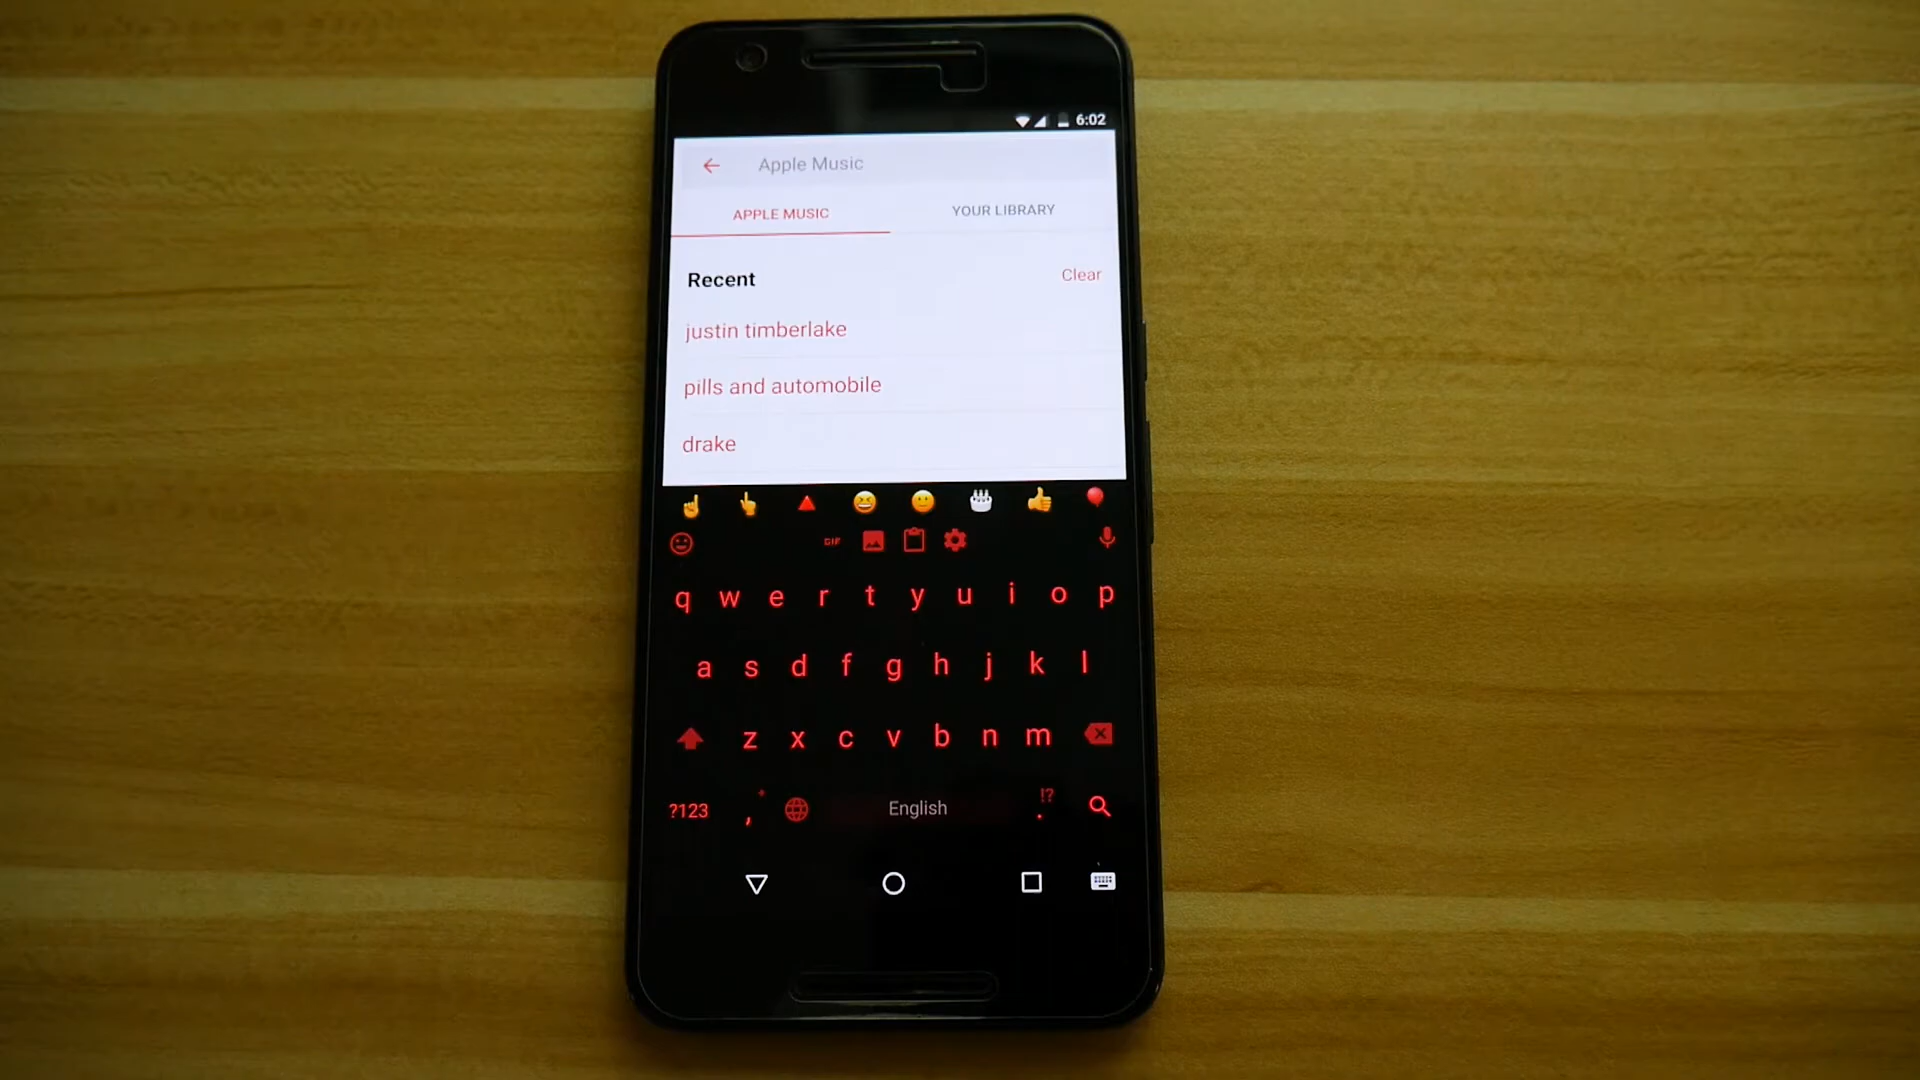 6:02
Apple Music
APPLE MUSIC YOUR LIBRARY
Recent Clear
justin timberlake
pills and automobile
drake
GIF
q w e r t y u i o p
a s d f g h j k l
z x c v b n m
?123 , English . !?